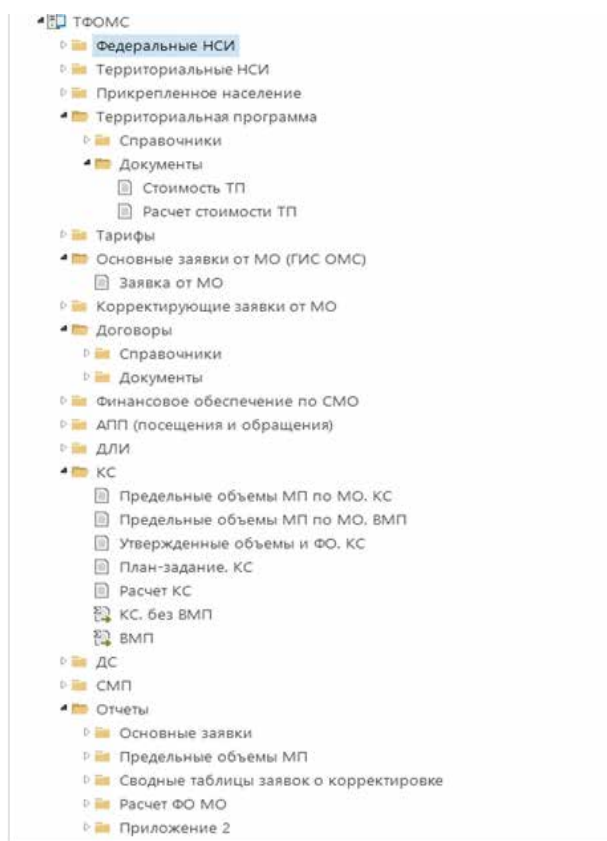 ТФОМС
Федеральные НСИ
Территориальные НСИ
Прикрепленное население
Территориальная программа
Справочники
Документы
Стоимость ТП
Расчет стоимости ТП
Тарифы
Основные заявки от МО (ГИС ОМС)
Заявка от МО
Корректирующие заявки от МО
Договоры
Справочники
Документы
Финансовое обеспечение по СМО
АПП (посещения и обращения)
ДЛИ
КС
Предельные объемы МП по МО. КС
Предельные объемы МП по МО. ВМП
Утвержденные объемы и ФО. КС
План-задание. КС
Расчет КС
КС. без ВМП
ВМП
ДС
СМП
Отчеты
Основные заявки
Предельные объемы МП
Сводные таблицы заявок о корректировке
Расчет ФО МО
Приложение 2